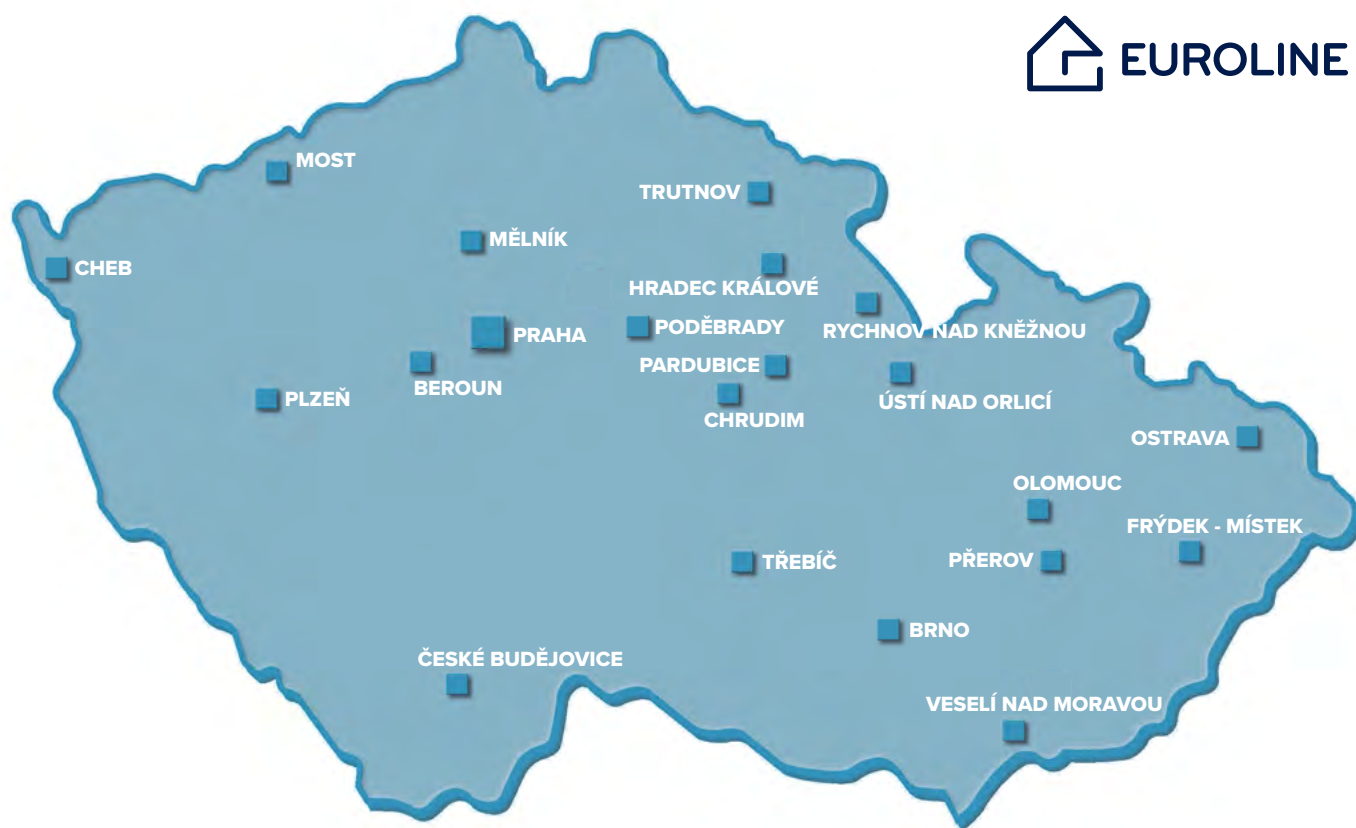 EUROLINE
MOST
TRUTNOV
MĚLNÍK
CHEB
HRADEC KRÁLOVÉ
PODĚBRADY
RYCHNOV NAD KNĚŽNOU
PRAHA
PARDUBICE
BEROUN
PLZEŇ
ÚSTÍ NAD ORLICÍ
CHRUDIM
OSTRAVA
OLOMOUC
FRÝDEK - MÍSTEK
TŘEBÍČ
PŘEROV
BRNO
ČESKÉ BUDĚJOVICE
VESELÍ NAD MORAVOU